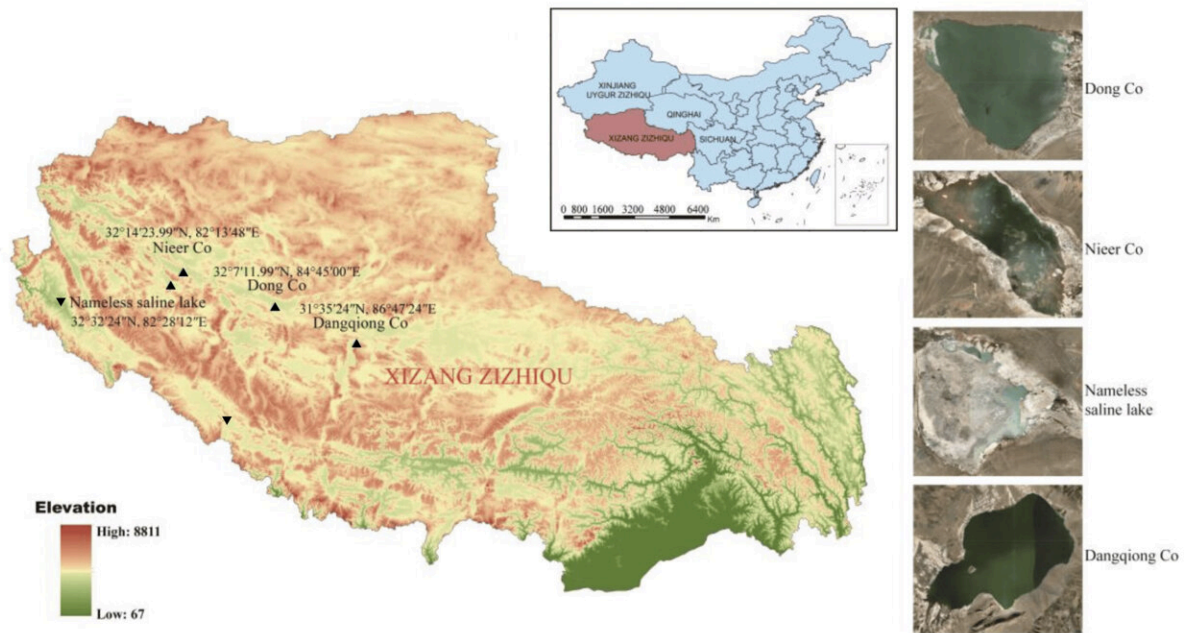 XINJIANG
UYGUR ZIZHIQU
QINGHAI
XIZANG ZIZHIQU
SICHUAN
0 800 1600 3200 4800 6400
Km
32°14'23.99"N, 82°13'48"E
Nieer Co
32°7'11.99"N, 84°45'00"E
Dong Co
Nameless saline lake
32°32'24"N, 82°28'12"E
31°35'24"N, 86°47'24"E
Dangqiong Co
XIZANG ZIZHIQU
Elevation
High: 8811
Low: 67
Dong Co
Nieer Co
Nameless
saline lake
Dangqiong Co